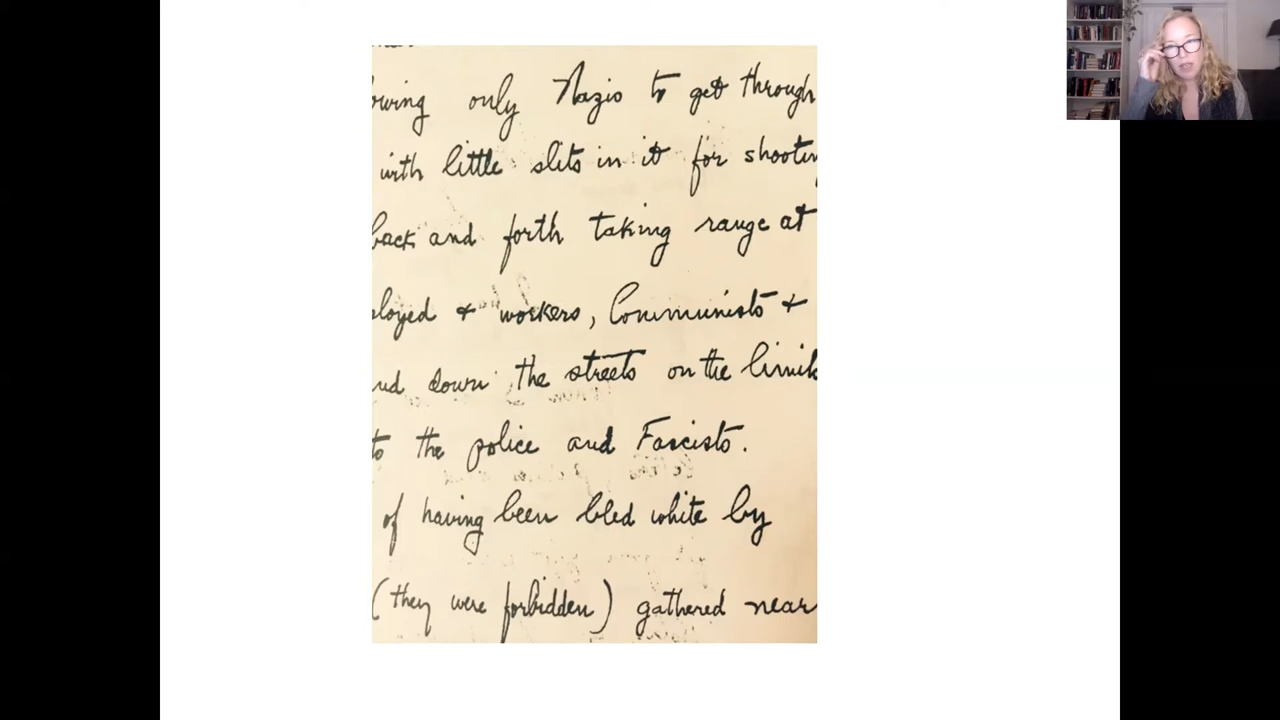 owing only Nazis to get through
with little slits in it for shootin
back and forth taking range at
loyed + workers, Communists +
nd down the streets on the limit
to the police and Fascists.
of having been bled white by
(they were forbidden) gathered near